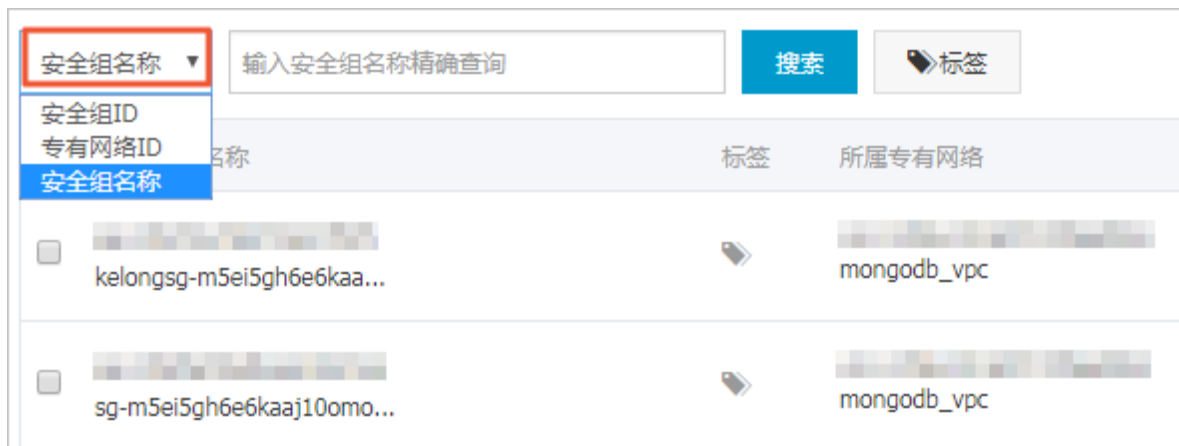 安全组名称 ▼ 输入安全组名称精确查询 搜索 标签
安全组ID
专有网络ID
安全组名称
名称 标签 所属专有网络
kelongsg-m5ei5gh6e6kaa... mongodb_vpc
sg-m5ei5gh6e6kaaj10omo... mongodb_vpc